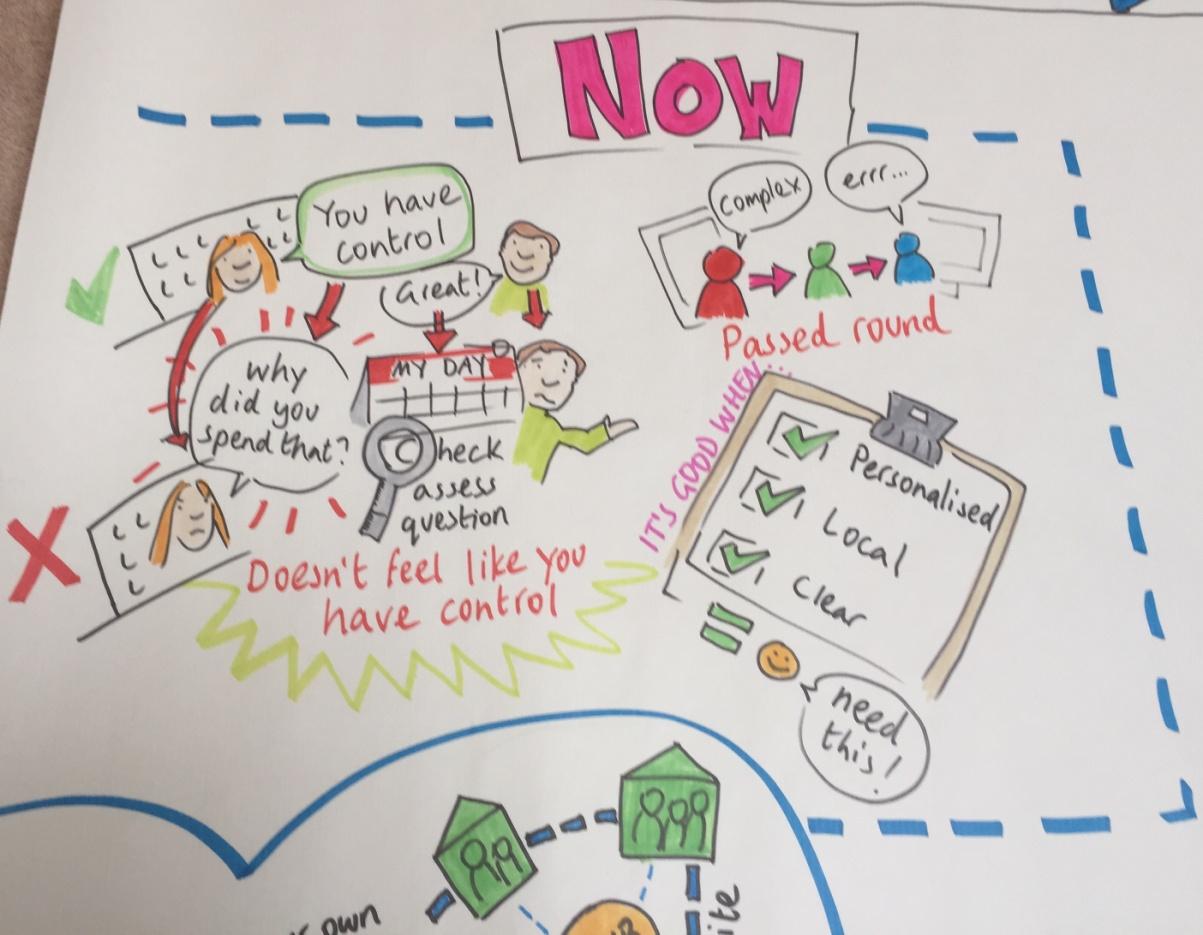 NOW
You have
control
Great!
why
did you
spend that?
MY DAY
Check
assess
question
Doesn't feel like you
have control
complex
errr...
Passed round
IT'S GOOD WHEN...
Personalised
Local
Clear
need
this!
own